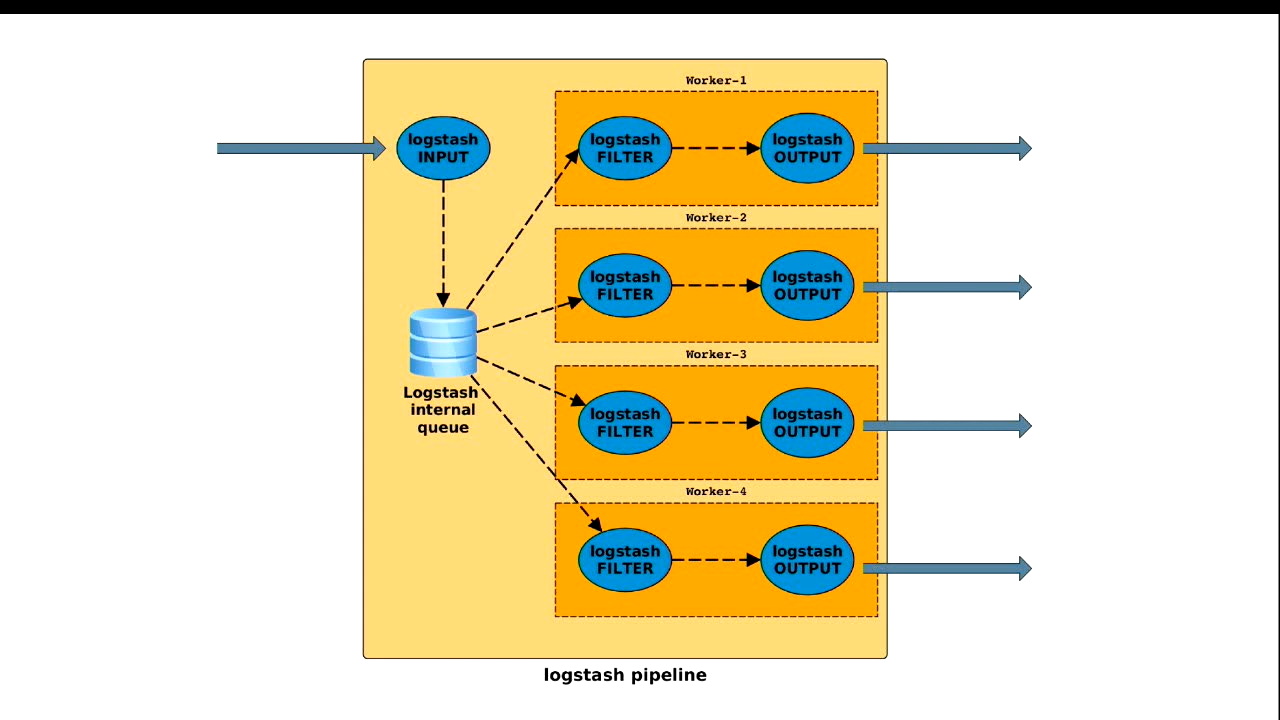 Worker-1
logstash
INPUT
logstash
FILTER
logstash
OUTPUT
Worker-2
logstash
FILTER
logstash
OUTPUT
Logstash
internal
queue
Worker-3
logstash
FILTER
logstash
OUTPUT
Worker-4
logstash
FILTER
logstash
OUTPUT
logstash pipeline